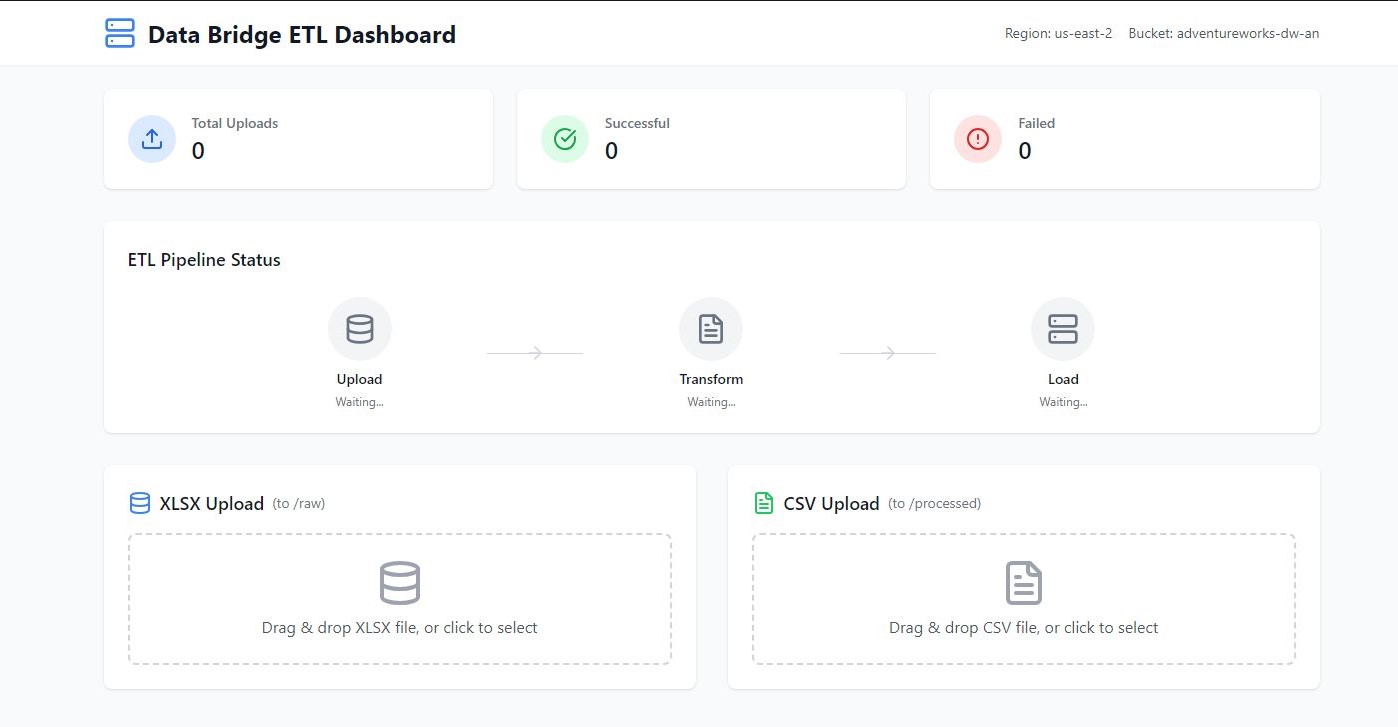 Data Bridge ETL Dashboard
Region: us-east-2 Bucket: adventureworks-dw-an
Total Uploads
0
Successful
0
Failed
0
ETL Pipeline Status
Upload
Waiting...
Transform
Waiting...
Load
Waiting...
XLSX Upload (to /raw)
Drag & drop XLSX file, or click to select
CSV Upload (to /processed)
Drag & drop CSV file, or click to select